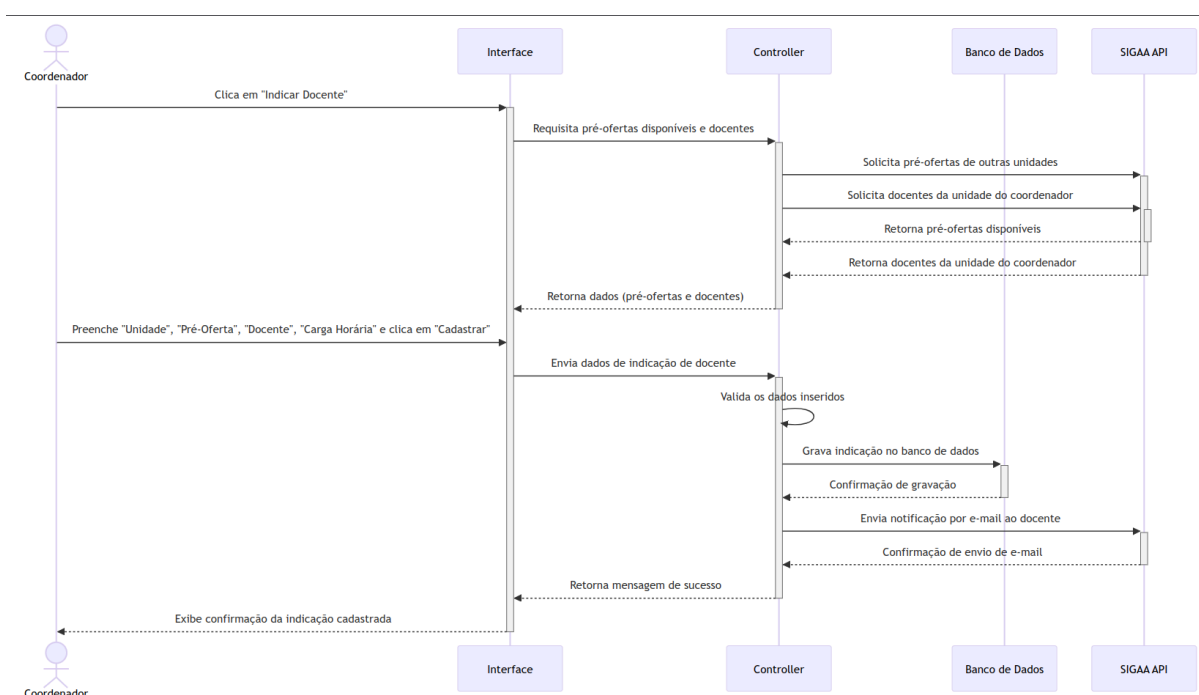 Coordenador
Interface
Controller
Banco de Dados
SIGAA API
Clica em "Indicar Docente"
Requisita pré-ofertas disponíveis e docentes
Solicita pré-ofertas de outras unidades
Solicita docentes da unidade do coordenador
Retorna pré-ofertas disponíveis
Retorna docentes da unidade do coordenador
Retorna dados (pré-ofertas e docentes)
Preenche "Unidade", "Pré-Oferta", "Docente", "Carga Horária" e clica em "Cadastrar"
Envia dados de indicação de docente
Valida os dados inseridos
Grava indicação no banco de dados
Confirmação de gravação
Envia notificação por e-mail ao docente
Confirmação de envio de e-mail
Retorna mensagem de sucesso
Exibe confirmação da indicação cadastrada
Coordenador
Interface
Controller
Banco de Dados
SIGAA API